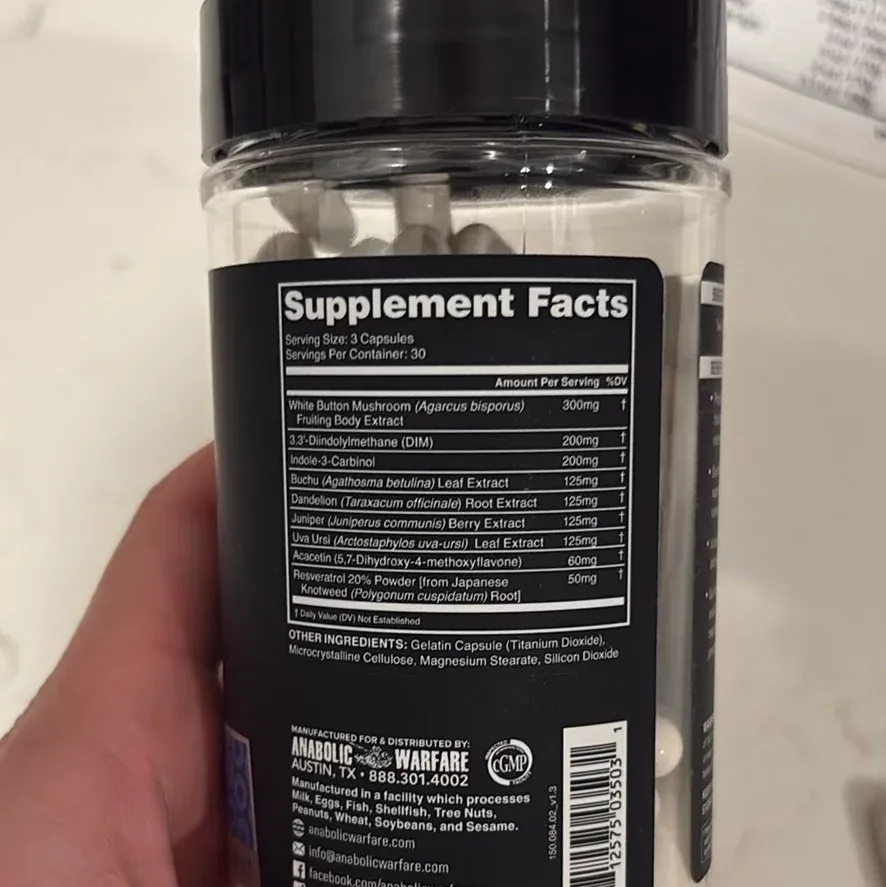 Supplement Facts
Serving Size: 3 Capsules
Servings Per Container: 30
Amount Per Serving %DV
White Button Mushroom (Agarcus bisporus) 300mg †
Fruiting Body Extract
3,3'-Diindolylmethane (DIM) 200mg †
Indole-3-Carbinol 200mg †
Buchu (Agathosma betulina) Leaf Extract 125mg †
Dandelion (Taraxacum officinale) Root Extract 125mg †
Juniper (Juniperus communis) Berry Extract 125mg †
Uva Ursi (Arctostaphylos uva-ursi) Leaf Extract 125mg †
Acacetin (5,7-Dihydroxy-4-methoxyflavone) 60mg †
Resveratrol 20% Powder [from Japanese 50mg †
Knotweed (Polygonum cuspidatum) Root]
† Daily Value (DV) Not Established
OTHER INGREDIENTS: Gelatin Capsule (Titanium Dioxide),
Microcrystalline Cellulose, Magnesium Stearate, Silicon Dioxide
MANUFACTURED FOR & DISTRIBUTED BY:
ANABOLIC WARFARE
AUSTIN, TX • 888.301.4002
cGMP
Manufactured in a facility which processes
Milk, Eggs, Fish, Shellfish, Tree Nuts,
Peanuts, Wheat, Soybeans, and Sesame.
anabolicwarfare.com
info@anabolicwarfare.com
facebook.com/anabolicwarf
150.084.02_v1.3
12575 03503 1